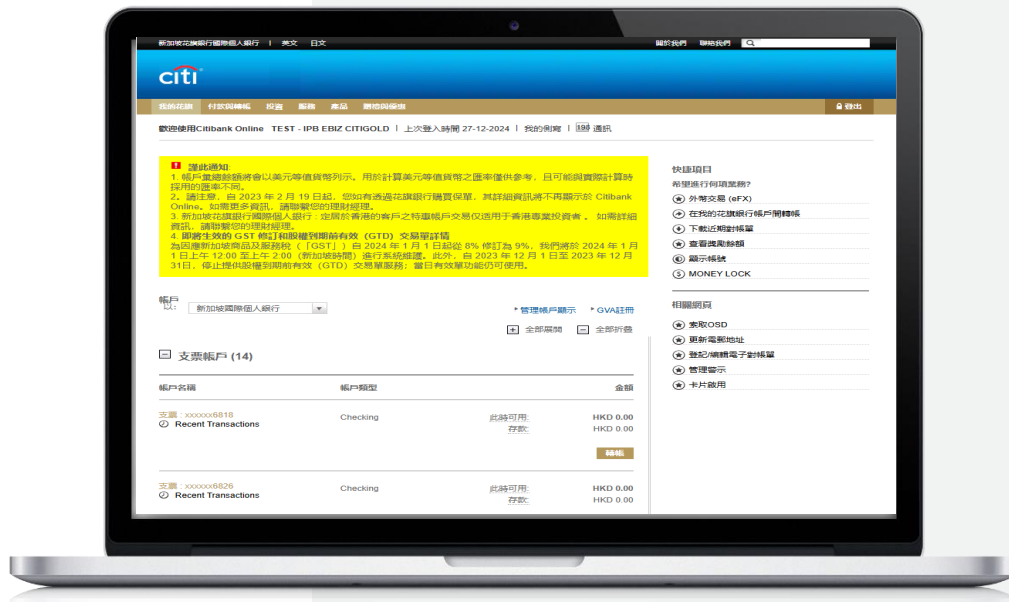 新加坡花旗銀行國際個人銀行 | 英文 日文
關於我們 聯絡我們
citi
我的花旗 付款與轉帳 投資 服務 產品 獎賞與優惠 登出
歡迎使用Citibank Online TEST - IPB EBIZ CITIGOLD | 上次登入時間 27-12-2024 | 我的側寫 | 190 通訊
謹此通知:
1. 帳戶彙總餘額將會以美元等值貨幣列示。用於計算美元等值貨幣之匯率僅供參考，且可能與實際計算時
採用的匯率不同。
2。請注意，自 2023 年 2 月 19 日起，您如有透過花旗銀行購買保單，其詳細資訊將不再顯示於 Citibank
Online。如需更多資訊，請聯繫您的理財經理。
3. 新加坡花旗銀行國際個人銀行 : 定居於香港的客戶之特選帳戶交易仅适用于香港專業投資者 。 如需詳細
資訊，請聯繫您的理財經理。
4. 即將生效的 GST 修訂和股權到期前有效（GTD）交易單詳情
為因應新加坡商品及服務稅（「GST」）自 2024 年 1 月 1 日起從 8% 修訂為 9%，我們將於 2024 年 1 月
1 日上午 12:00 至上午 2:00（新加坡時間）進行系統維護。此外，自 2023 年 12 月 1 日至 2023 年 12 月
31日，停止提供股權到期前有效（GTD）交易單服務；當日有效單功能仍可使用。
帳戶
以: 新加坡國際個人銀行
管理帳戶顯示 GVA註冊
全部展開 全部折疊
支票帳戶 (14)
帳戶名稱 帳戶類型 金額
支票 : xxxxxx6818 Checking 此時可用: HKD 0.00
Recent Transactions 存款: HKD 0.00
轉帳
支票 : xxxxxx6826 Checking 此時可用: HKD 0.00
Recent Transactions 存款: HKD 0.00
快捷項目
希望進行何項業務?
外幣交易 (eFX)
在我的花旗銀行帳戶間轉帳
下載近期對帳單
查看獎勵餘額
顯示帳號
MONEY LOCK
相關網頁
索取OSD
更新電郵地址
登記/編輯電子對帳單
管理警示
卡片啟用